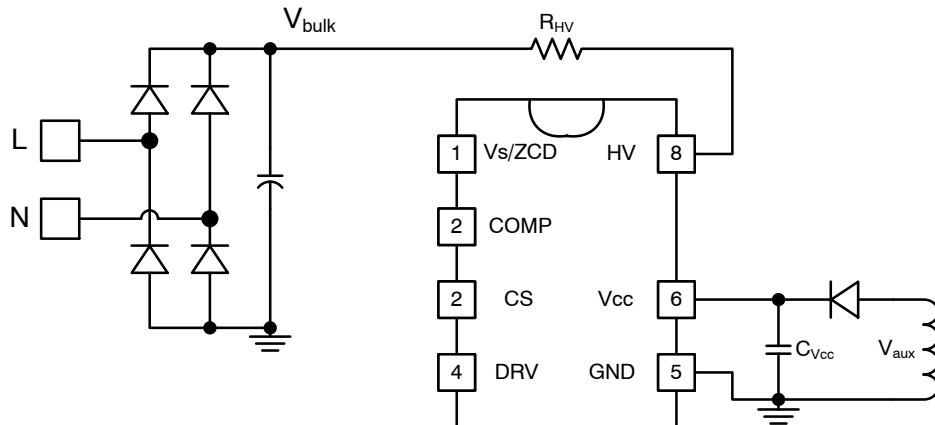 V_bulk
R_HV
L
N
1 Vs/ZCD HV 8
2 COMP
2 CS Vcc 6
4 DRV GND 5
C_Vcc
V_aux